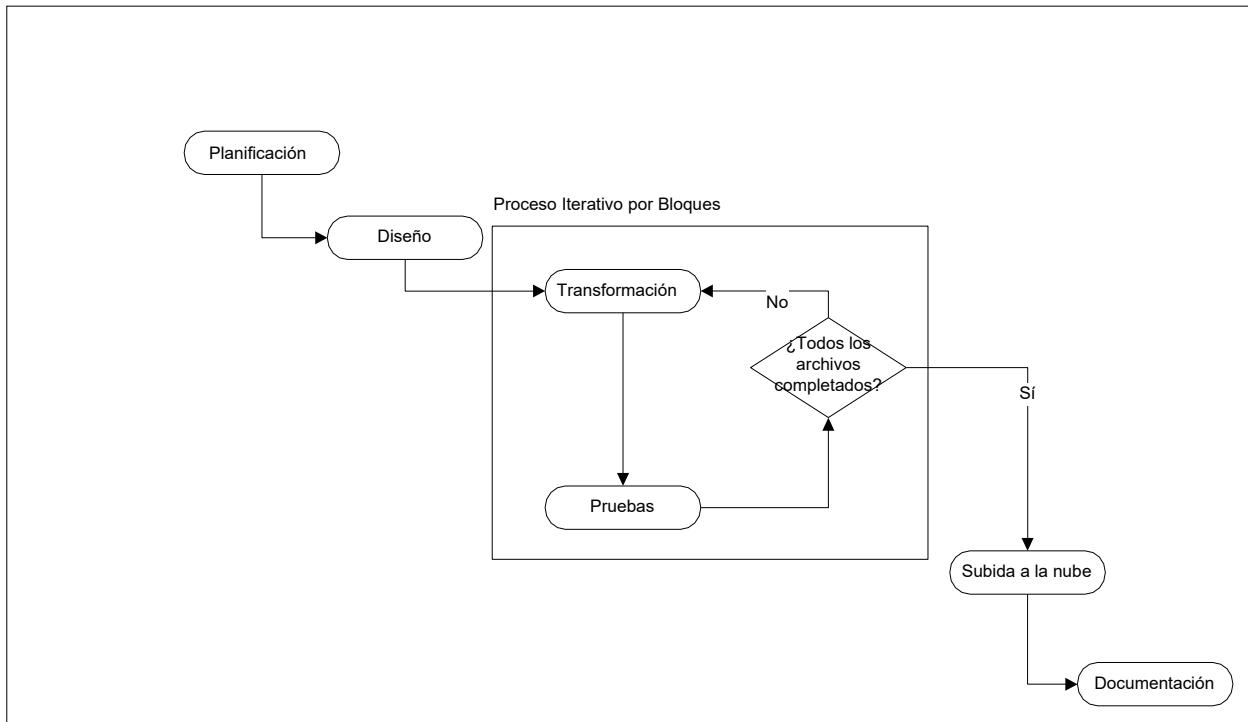 Planificación
Diseño
Proceso Iterativo por Bloques
Transformación
No
¿Todos los
archivos
completados?
Sí
Pruebas
Subida a la nube
Documentación